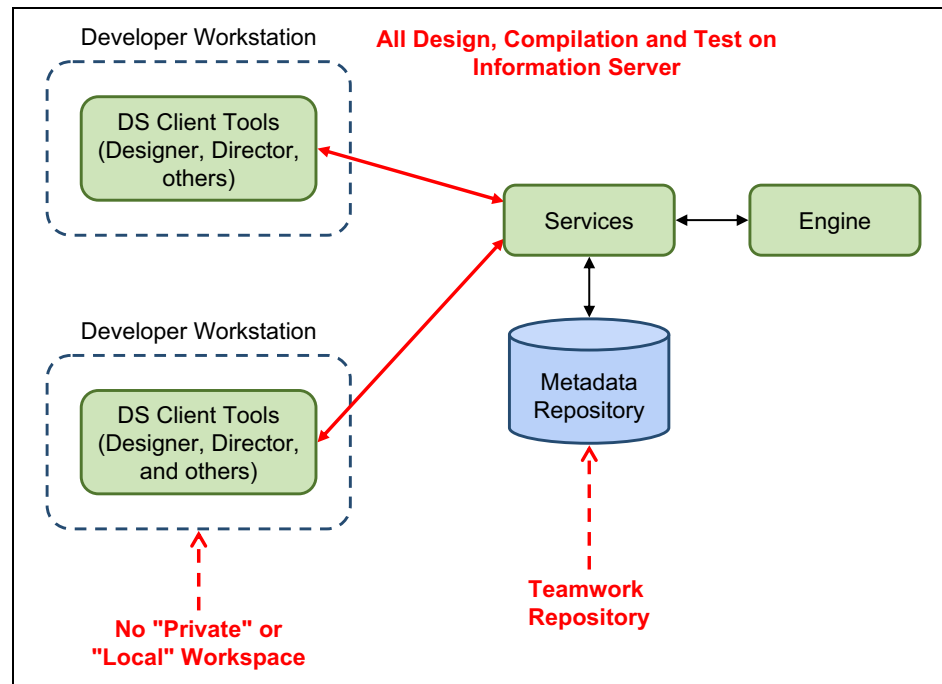 Developer Workstation
All Design, Compilation and Test on
Information Server
DS Client Tools
(Designer, Director,
others)
Services
Engine
Developer Workstation
Metadata
Repository
DS Client Tools
(Designer, Director,
and others)
Teamwork
Repository
No "Private" or
"Local" Workspace